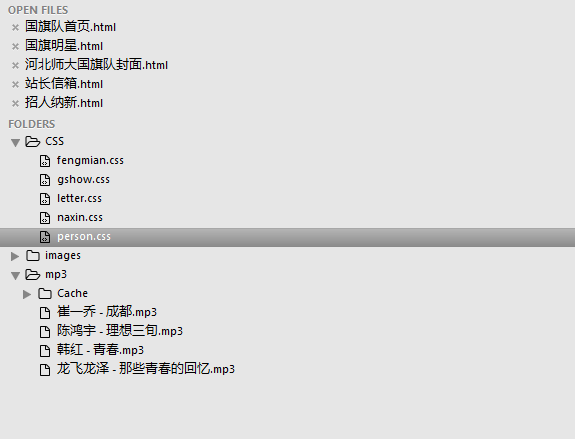 OPEN FILES
国旗队首页.html
国旗明星.html
河北师大国旗队封面.html
站长信箱.html
招人纳新.html
FOLDERS
CSS
fengmian.css
gshow.css
letter.css
naxin.css
person.css
images
mp3
Cache
崔一乔 - 成都.mp3
陈鸿宇 - 理想三旬.mp3
韩红 - 青春.mp3
龙飞龙泽 - 那些青春的回忆.mp3